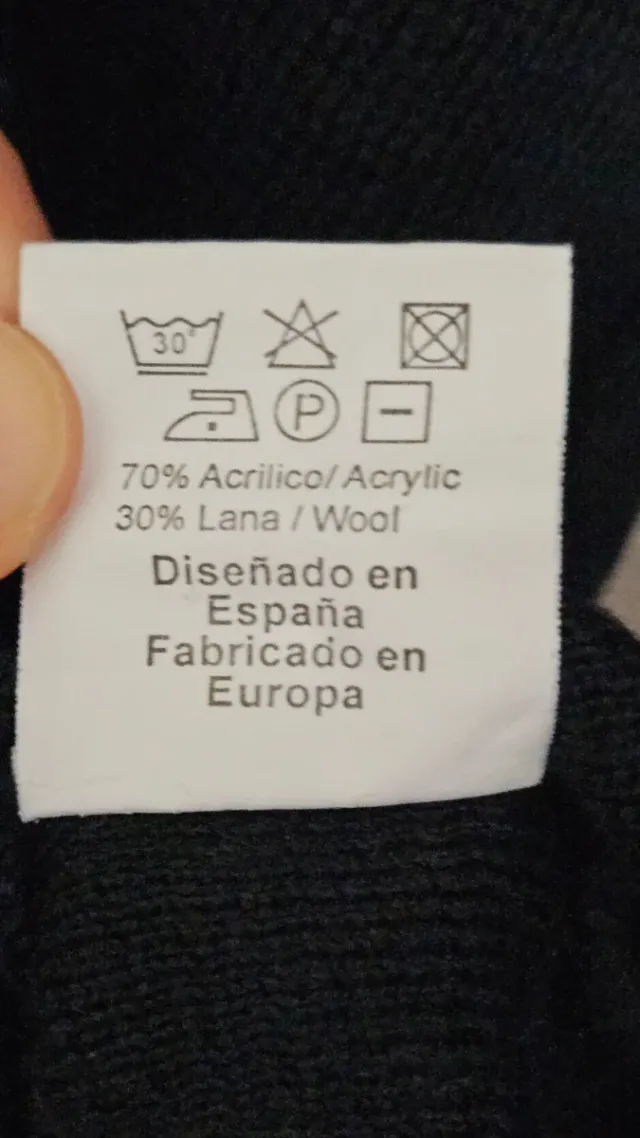 30°
P
70% Acrilico/Acrylic
30% Lana / Wool
Diseñado en
España
Fabricado en
Europa